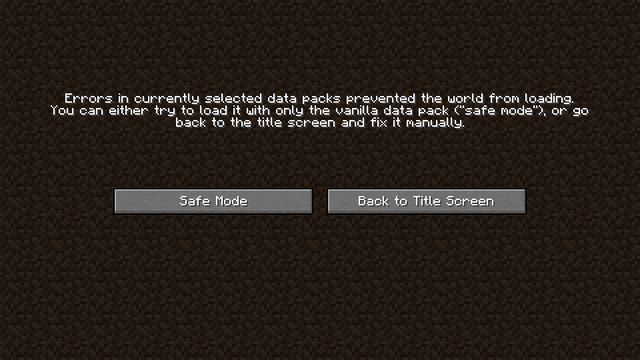 Errors in currently selected data packs prevented the world from loading.
You can either try to load it with only the vanilla data pack ("safe mode"), or go
back to the title screen and fix it manually.
Safe Mode
Back to Title Screen